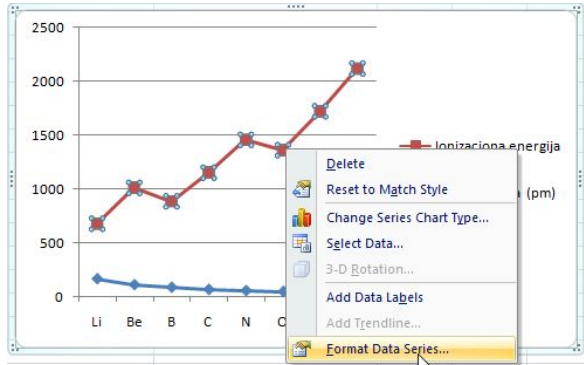 2500
2000
1500
1000
500
0
Li Be B C N
Ionizaciona energija
(pm)
Delete
Reset to Match Style
Change Series Chart Type...
Select Data...
3-D Rotation...
Add Data Labels
Add Trendline...
Format Data Series...